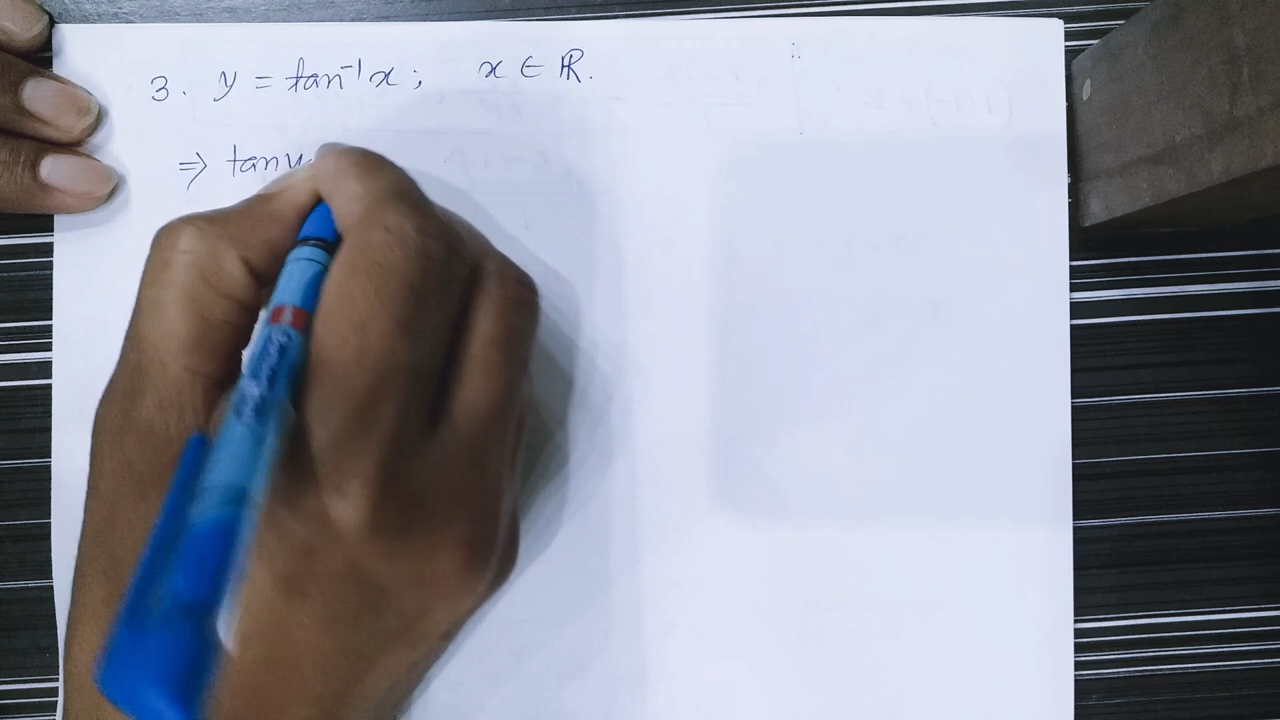 3. y = tan⁻¹x; x ∈ ℝ.
⇒ tan y